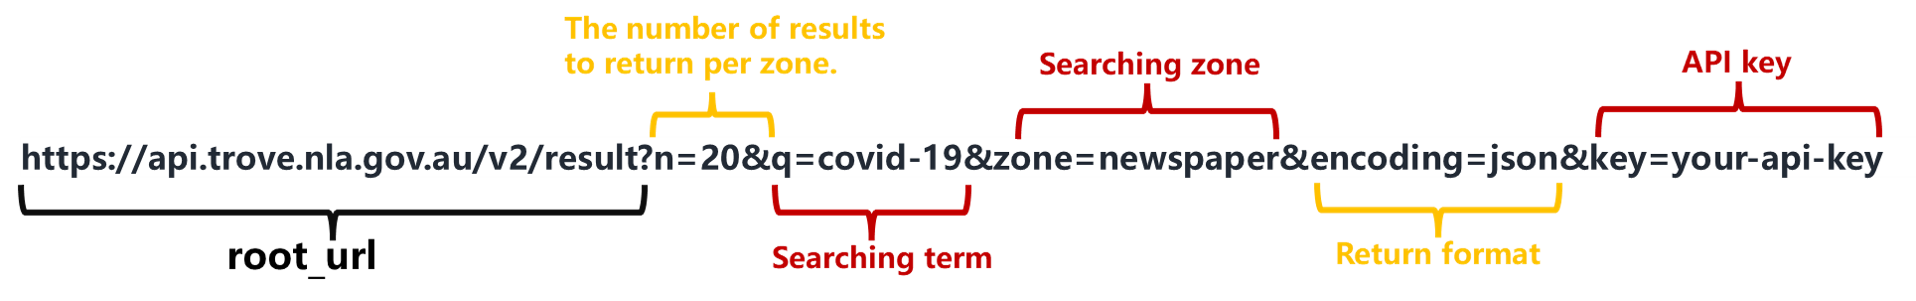 The number of results
to return per zone.
Searching zone
API key
https://api.trove.nla.gov.au/v2/result?n=20&q=covid-19&zone=newspaper&encoding=json&key=your-api-key
root_url
Searching term
Return format